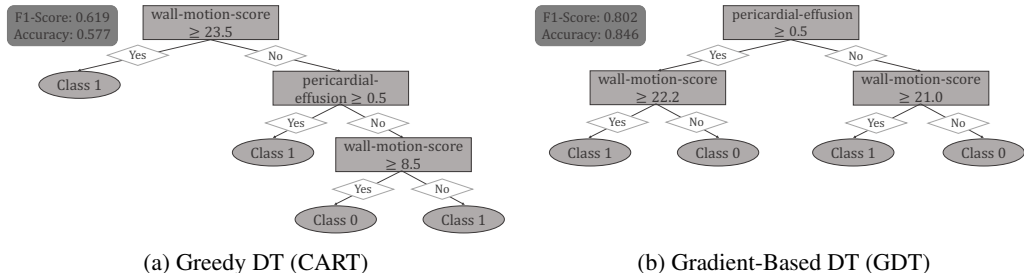 F1-Score: 0.619
Accuracy: 0.577
wall-motion-score
≥ 23.5
Yes
No
Class 1
pericardial-
effusion ≥ 0.5
Yes
No
Class 1
wall-motion-score
≥ 8.5
Yes
No
Class 0
Class 1
(a) Greedy DT (CART)
F1-Score: 0.802
Accuracy: 0.846
pericardial-effusion
≥ 0.5
Yes
No
wall-motion-score
≥ 22.2
wall-motion-score
≥ 21.0
Yes
No
Yes
No
Class 1
Class 0
Class 1
Class 0
(b) Gradient-Based DT (GDT)